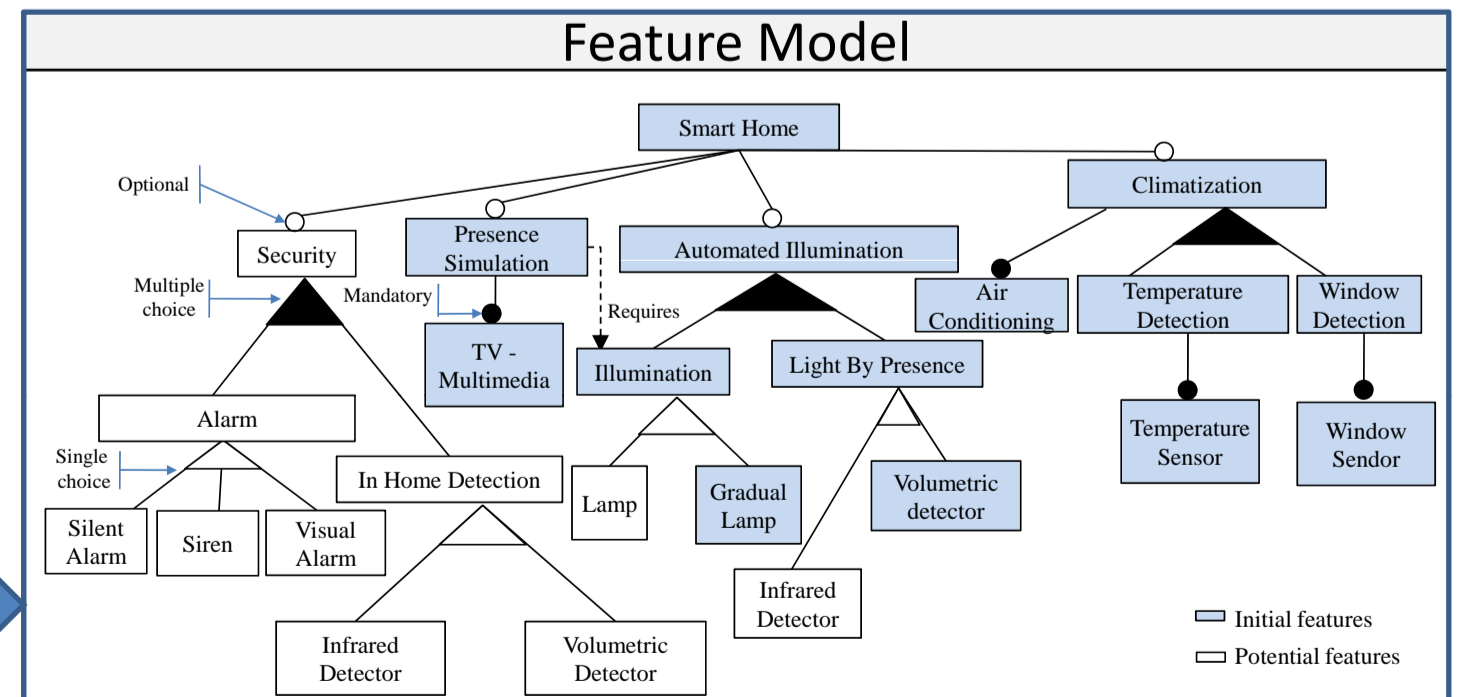 Feature Model
Smart Home
Optional
Climatization
Security
Presence
Simulation
Automated Illumination
Multiple
choice
Mandatory
Requires
Air
Conditioning
Temperature
Detection
Window
Detection
TV -
Multimedia
Illumination
Light By Presence
Alarm
Temperature
Sensor
Window
Sendor
Single
choice
In Home Detection
Lamp
Gradual
Lamp
Volumetric
detector
Silent
Alarm
Siren
Visual
Alarm
Infrared
Detector
Infrared
Detector
Volumetric
Detector
Initial features
Potential features